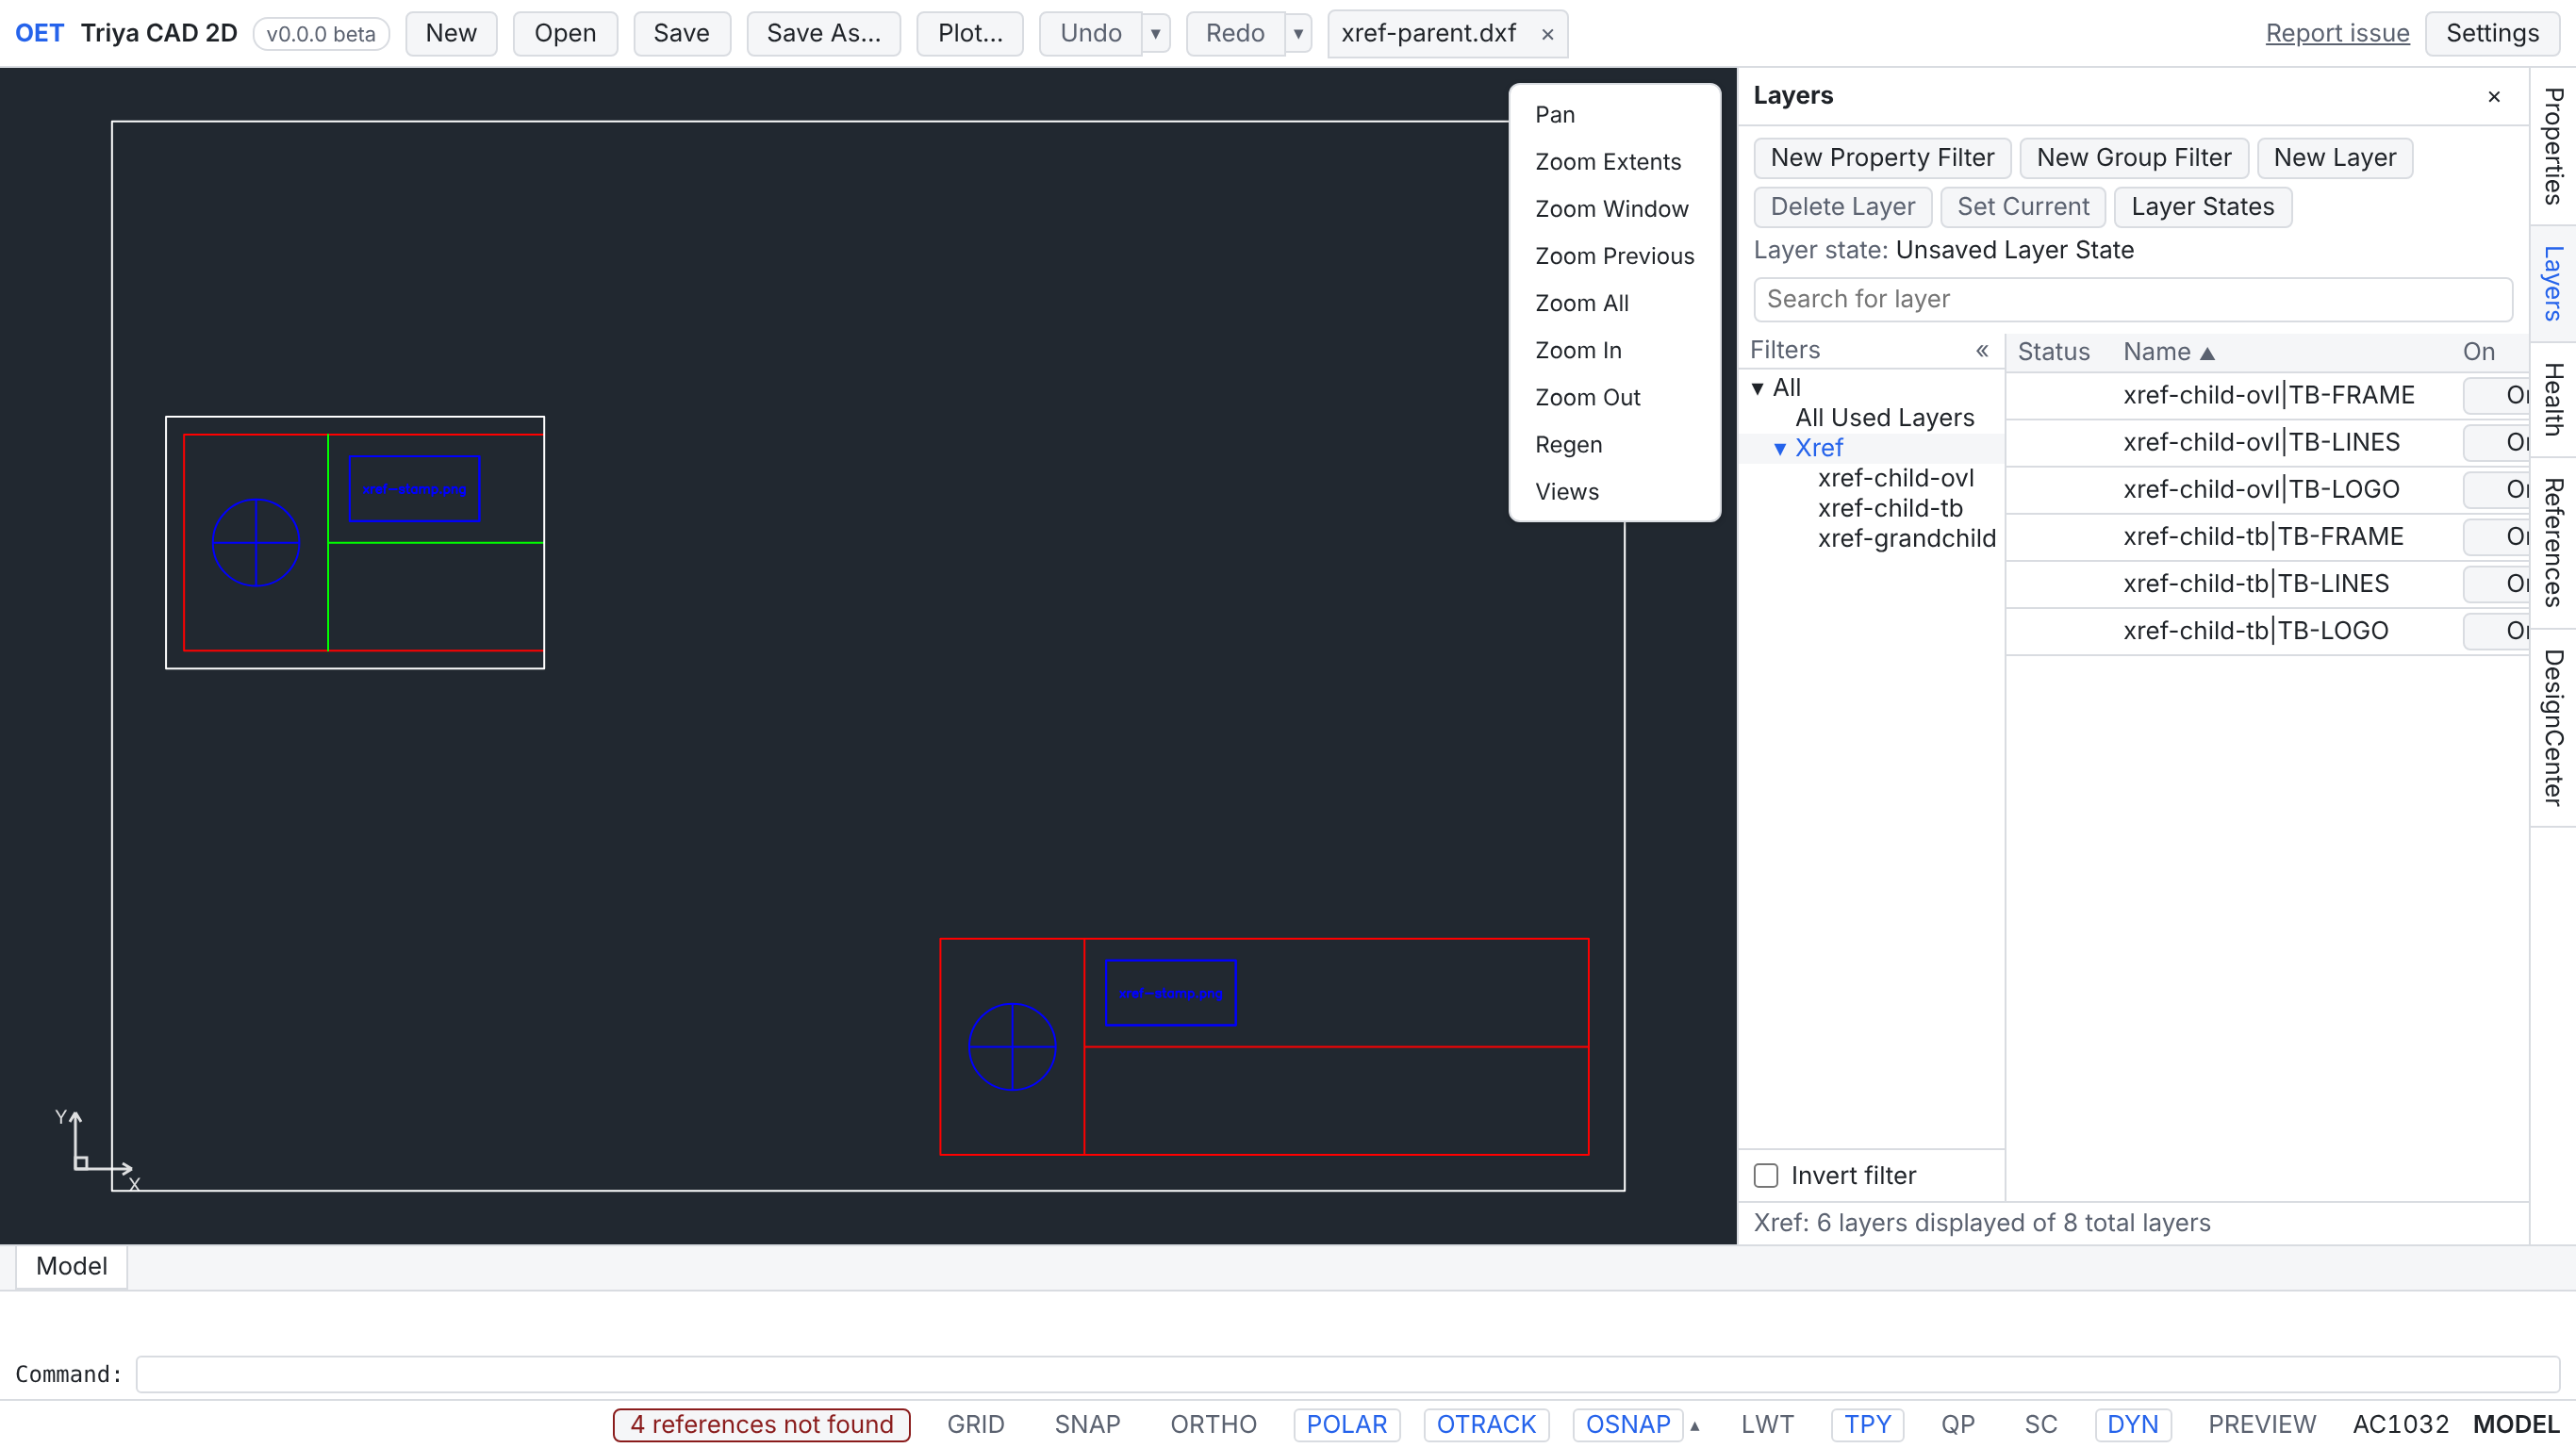 OET Triya CAD 2D v0.0.0 beta New Open Save Save As... Plot... Undo ▾ Redo ▾ xref-parent.dxf × Report issue Settings
Pan
Zoom Extents
Zoom Window
Zoom Previous
Zoom All
Zoom In
Zoom Out
Regen
Views
xref-stamp.png
xref-stamp.png
Y
X
Layers ×
New Property Filter New Group Filter New Layer
Delete Layer Set Current Layer States
Layer state: Unsaved Layer State
Search for layer
Filters «
▾ All
All Used Layers
▾ Xref
xref-child-ovl
xref-child-tb
xref-grandchild
Invert filter
Status Name ▲ On
xref-child-ovl|TB-FRAME
xref-child-ovl|TB-LINES
xref-child-ovl|TB-LOGO
xref-child-tb|TB-FRAME
xref-child-tb|TB-LINES
xref-child-tb|TB-LOGO
Xref: 6 layers displayed of 8 total layers
Properties
Layers
Health
References
DesignCenter
Model
Command:
4 references not found GRID SNAP ORTHO POLAR OTRACK OSNAP ▴ LWT TPY QP SC DYN PREVIEW AC1032 MODEL